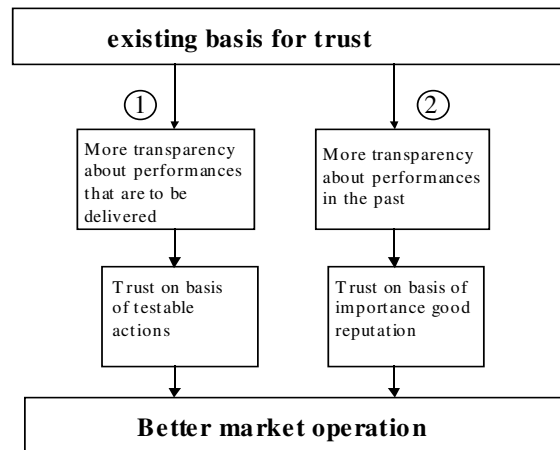 existing basis for trust
1
2
More transparency
about performances
that are to be
delivered
More transparency
about performances
in the past
Trust on basis
of testable
actions
Trust on basis of
importance good
reputation
Better market operation